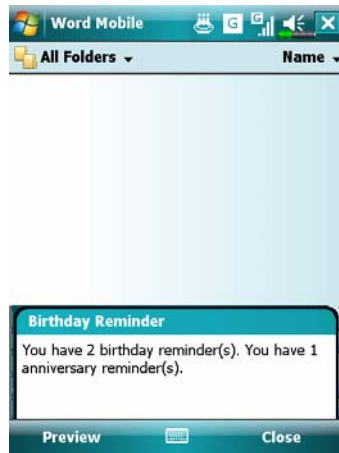 Word Mobile G G
All Folders Name
Birthday Reminder
You have 2 birthday reminder(s). You have 1
anniversary reminder(s).
Preview Close